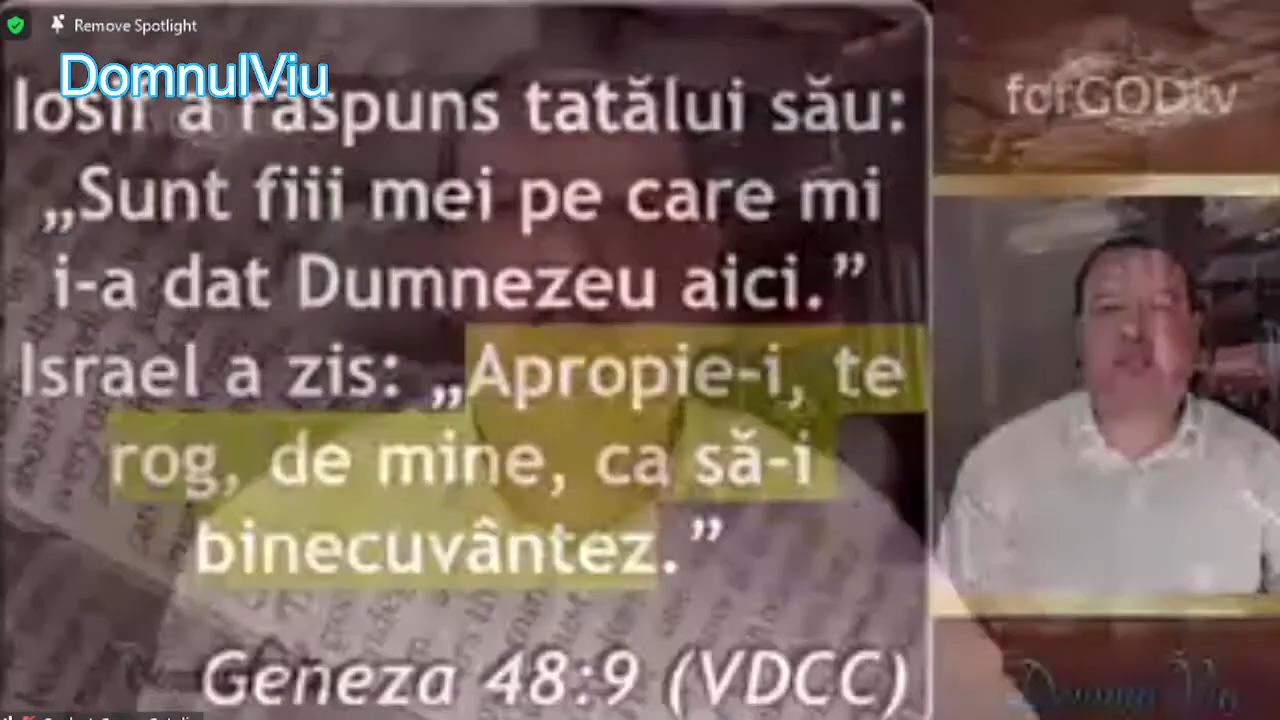 Remove Spotlight
DomnulViu
Iosif a răspuns tatălui său:
„Sunt fiii mei pe care mi
i-a dat Dumnezeu aici.”
Israel a zis: „Apropie-i, te
rog, de mine, ca să-i
binecuvântez.”
Geneza 48:9 (VDCC)
forGODtv